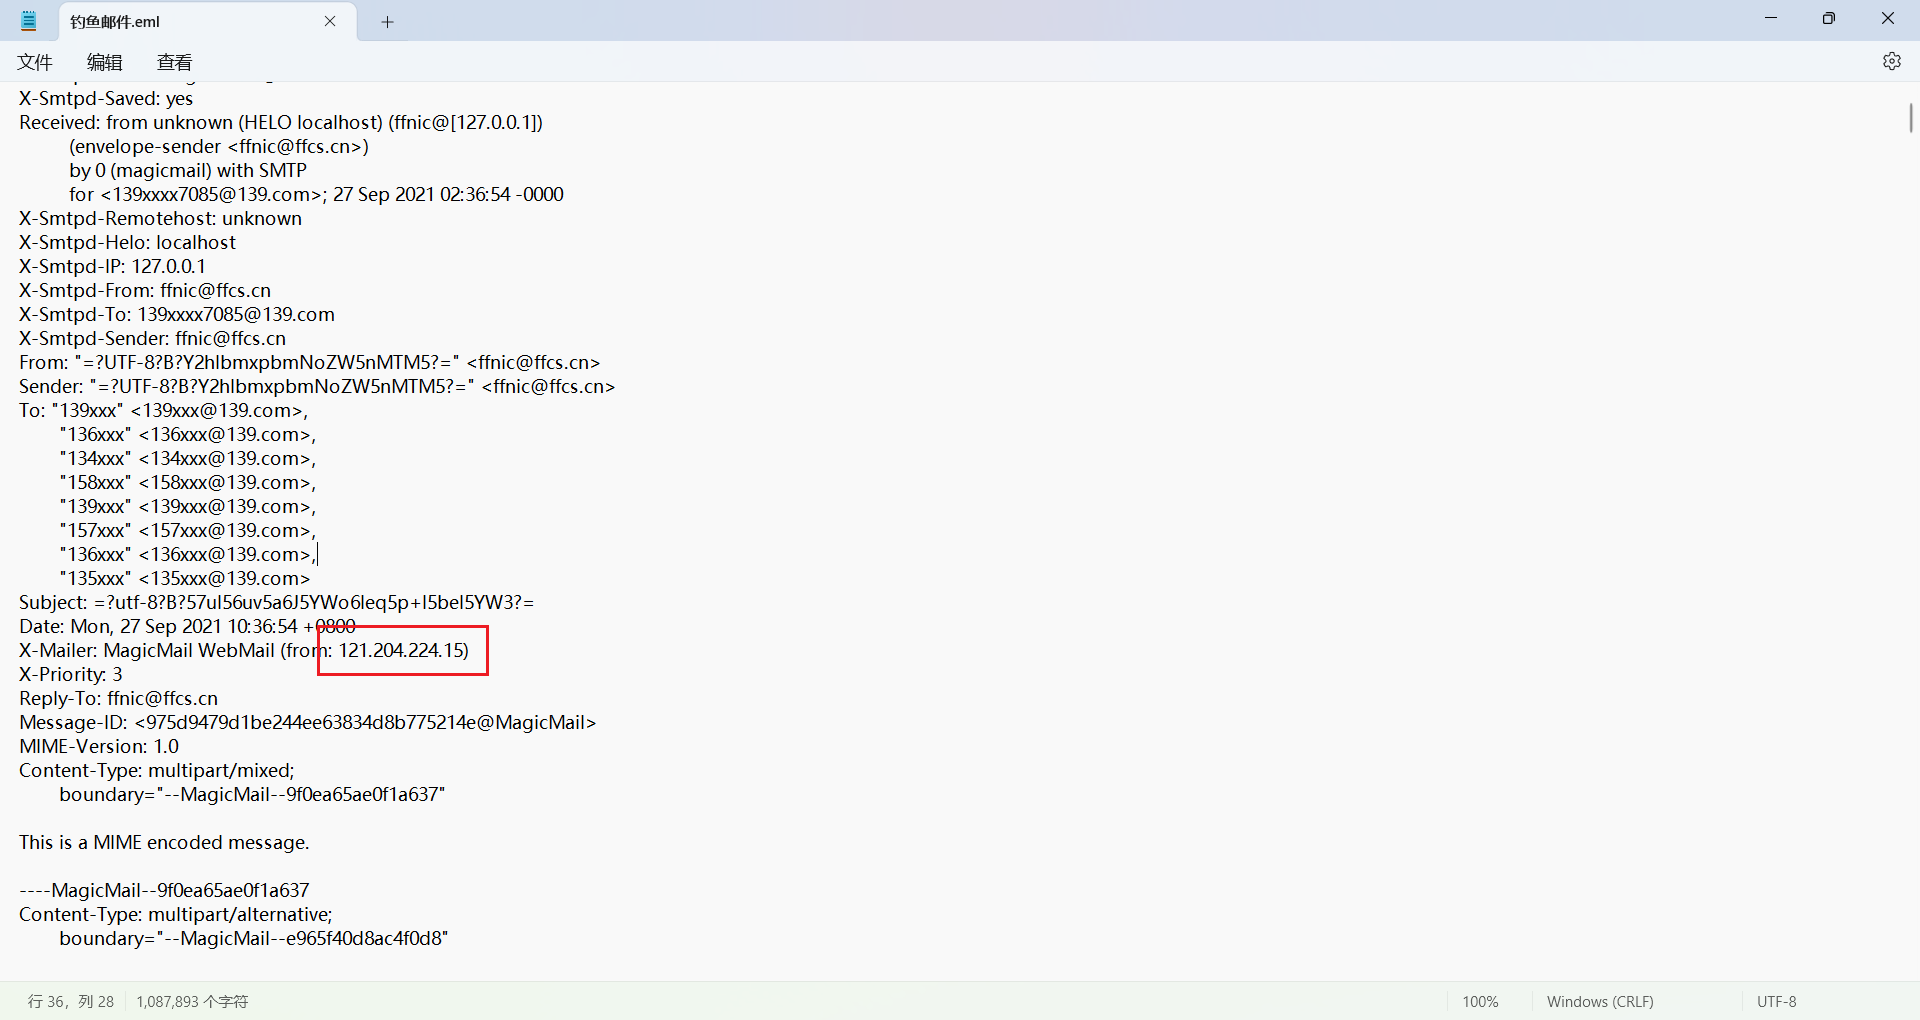 钓鱼邮件.eml
文件 编辑 查看
X-Smtpd-Saved: yes
Received: from unknown (HELO localhost) (ffnic@[127.0.0.1])
(envelope-sender <ffnic@ffcs.cn>)
by 0 (magicmail) with SMTP
for <139xxxx7085@139.com>; 27 Sep 2021 02:36:54 -0000
X-Smtpd-Remotehost: unknown
X-Smtpd-Helo: localhost
X-Smtpd-IP: 127.0.0.1
X-Smtpd-From: ffnic@ffcs.cn
X-Smtpd-To: 139xxxx7085@139.com
X-Smtpd-Sender: ffnic@ffcs.cn
From: "=?UTF-8?B?Y2hlbmxpbmNoZW5nMTM5?=" <ffnic@ffcs.cn>
Sender: "=?UTF-8?B?Y2hlbmxpbmNoZW5nMTM5?=" <ffnic@ffcs.cn>
To: "139xxx" <139xxx@139.com>,
"136xxx" <136xxx@139.com>,
"134xxx" <134xxx@139.com>,
"158xxx" <158xxx@139.com>,
"139xxx" <139xxx@139.com>,
"157xxx" <157xxx@139.com>,
"136xxx" <136xxx@139.com>,
"135xxx" <135xxx@139.com>
Subject: =?utf-8?B?57ul56uv5a6J5YWo6Ieq5p+l5bel5YW3?=
Date: Mon, 27 Sep 2021 10:36:54 +0800
X-Mailer: MagicMail WebMail (from: 121.204.224.15)
X-Priority: 3
Reply-To: ffnic@ffcs.cn
Message-ID: <975d9479d1be244ee63834d8b775214e@MagicMail>
MIME-Version: 1.0
Content-Type: multipart/mixed;
boundary="--MagicMail--9f0ea65ae0f1a637"
This is a MIME encoded message.
----MagicMail--9f0ea65ae0f1a637
Content-Type: multipart/alternative;
boundary="--MagicMail--e965f40d8ac4f0d8"
行 36，列 28 1,087,893 个字符 100% Windows (CRLF) UTF-8